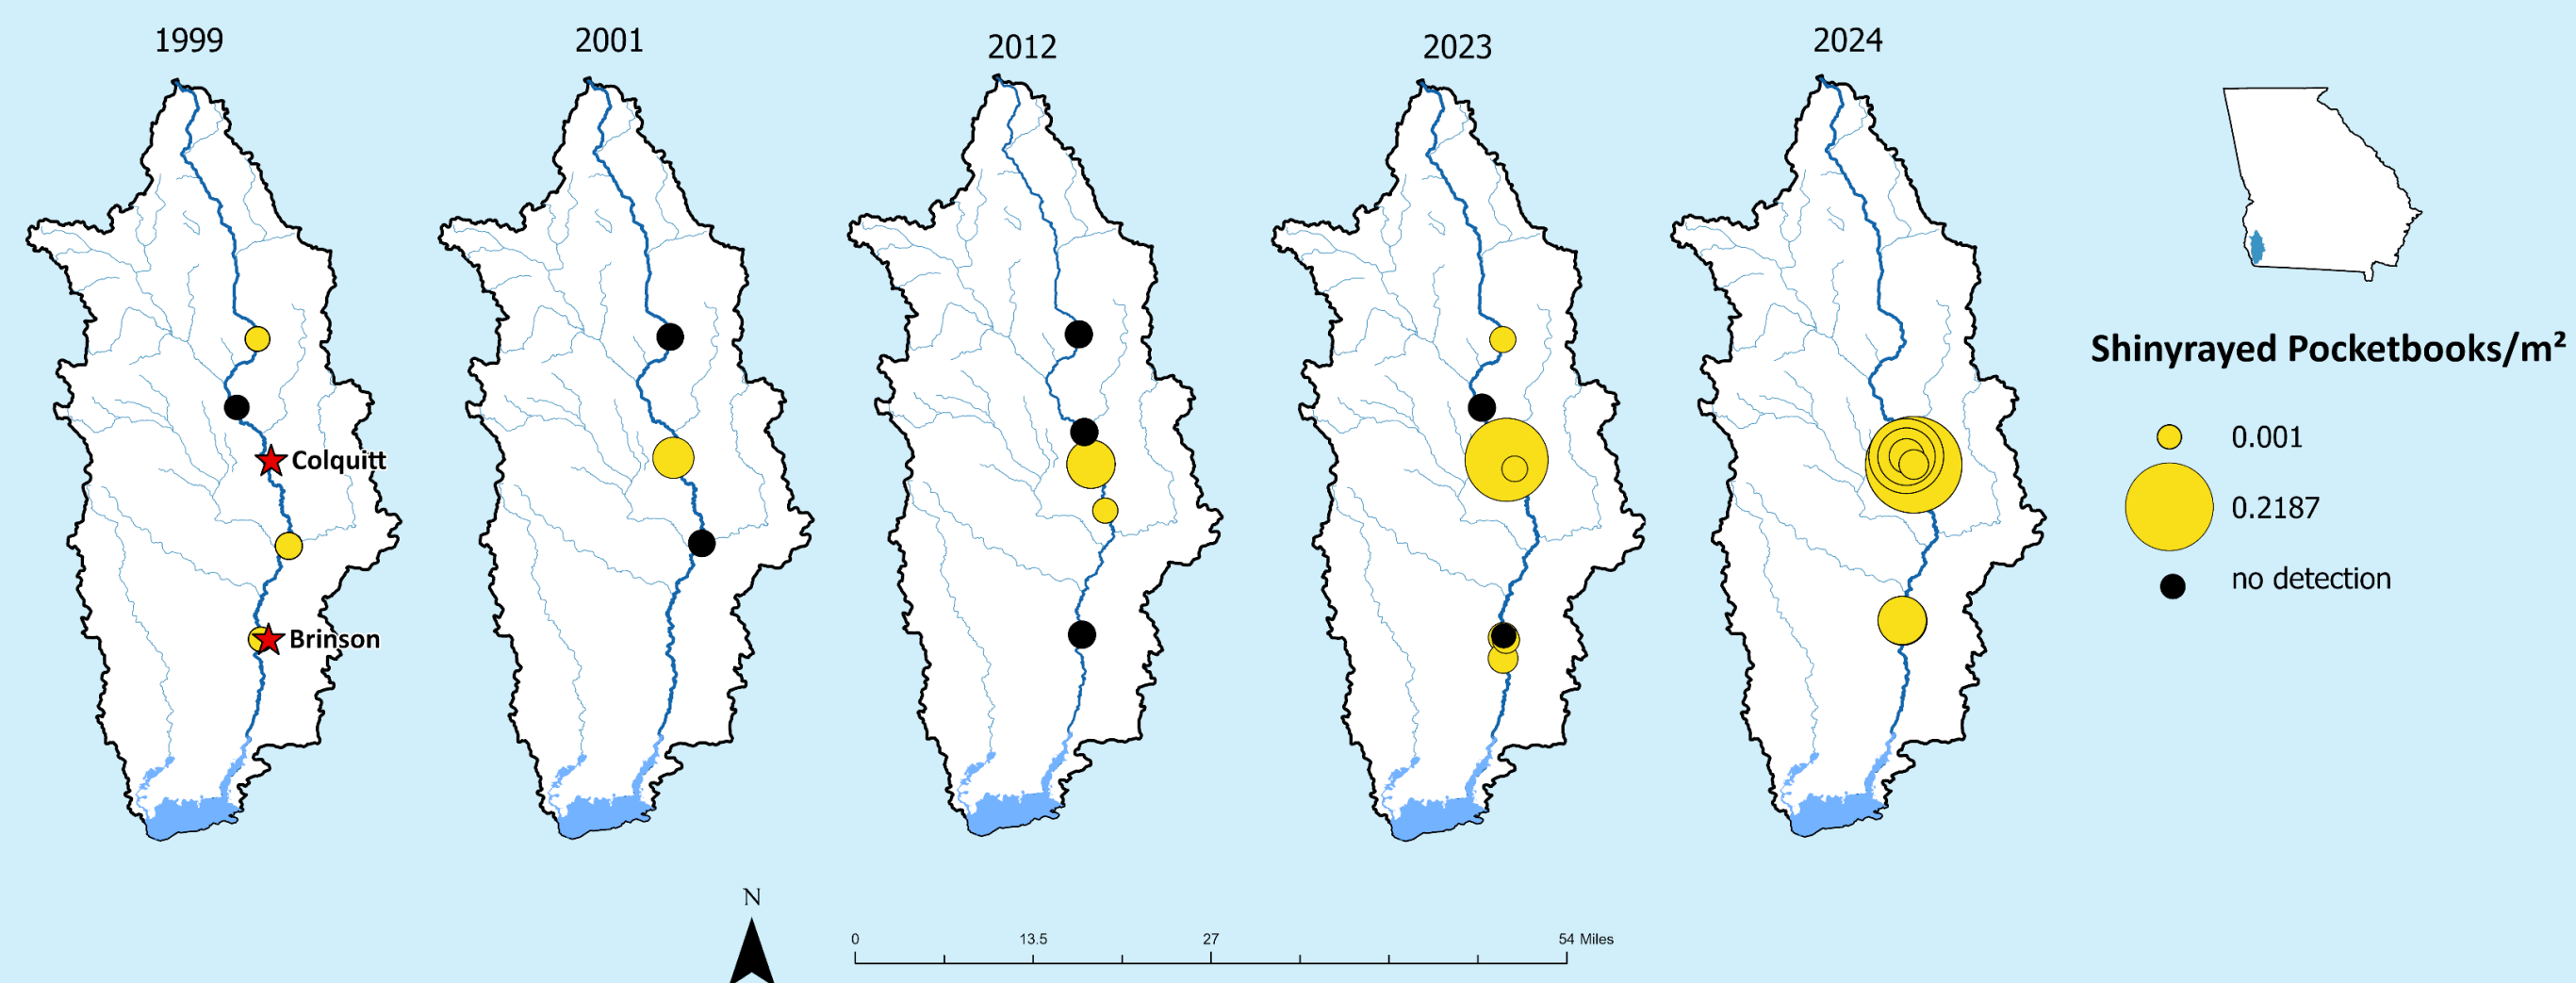 1999
2001
2012
2023
2024
Shinyrayed Pocketbooks/m²
0.001
0.2187
no detection
Colquitt
Brinson
N
0 13.5 27 54 Miles